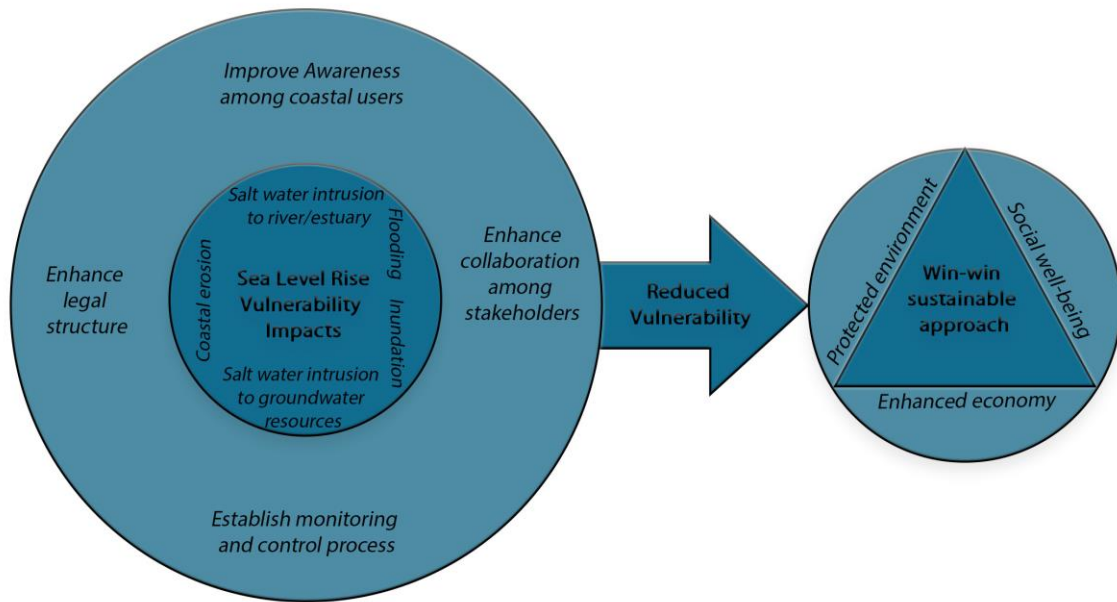 Improve Awareness
among coastal users
Enhance
legal
structure
Salt water intrusion
to river/estuary
Coastal erosion
Sea Level Rise
Vulnerability
Impacts
Flooding
Inundation
Salt water intrusion
to groundwater
resources
Enhance
collaboration
among
stakeholders
Establish monitoring
and control process
Reduced
Vulnerability
Protected environment
Win-win
sustainable
approach
Social well-being
Enhanced economy